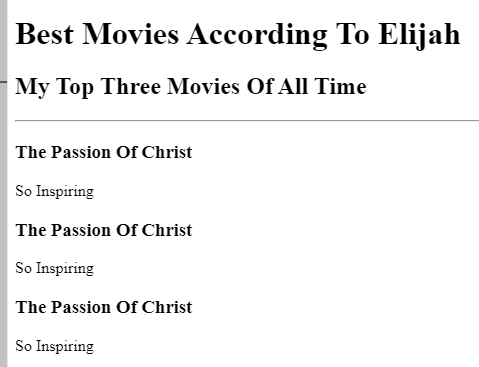 Best Movies According To Elijah
My Top Three Movies Of All Time
The Passion Of Christ
So Inspiring
The Passion Of Christ
So Inspiring
The Passion Of Christ
So Inspiring